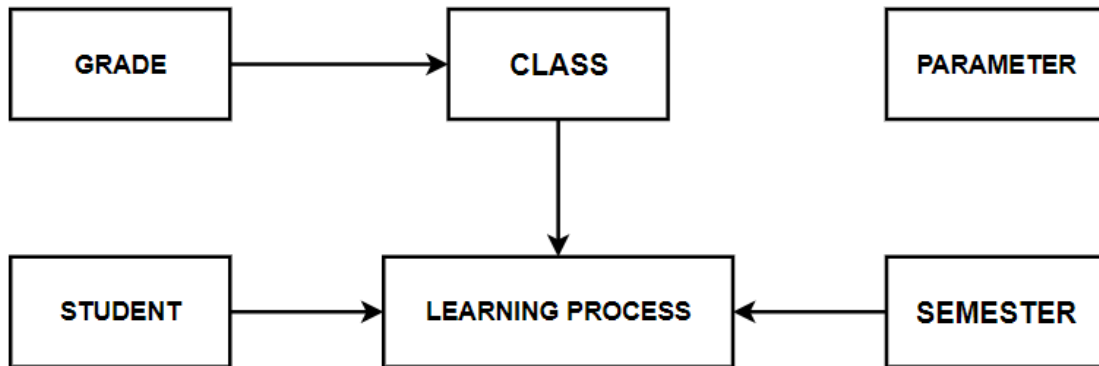 GRADE
CLASS
PARAMETER
STUDENT
LEARNING PROCESS
SEMESTER